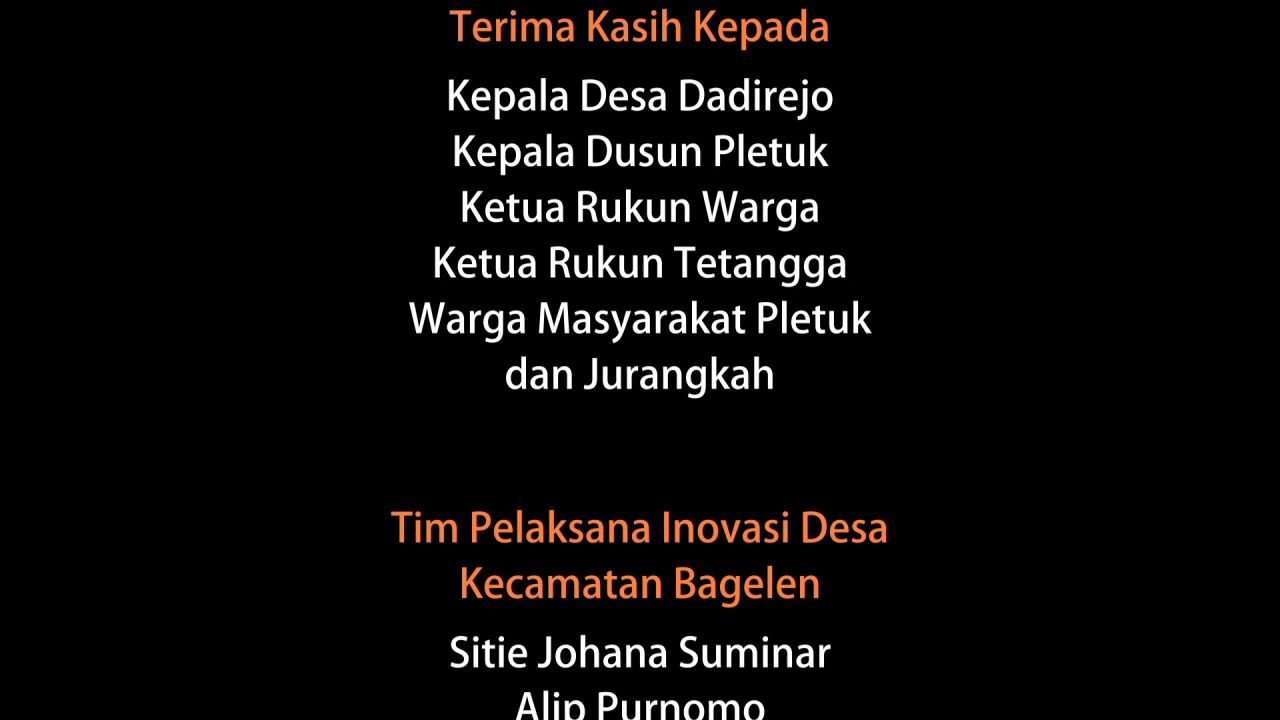 Terima Kasih Kepada
Kepala Desa Dadirejo
Kepala Dusun Pletuk
Ketua Rukun Warga
Ketua Rukun Tetangga
Warga Masyarakat Pletuk
dan Jurangkah
Tim Pelaksana Inovasi Desa
Kecamatan Bagelen
Sitie Johana Suminar
Alip Purnomo